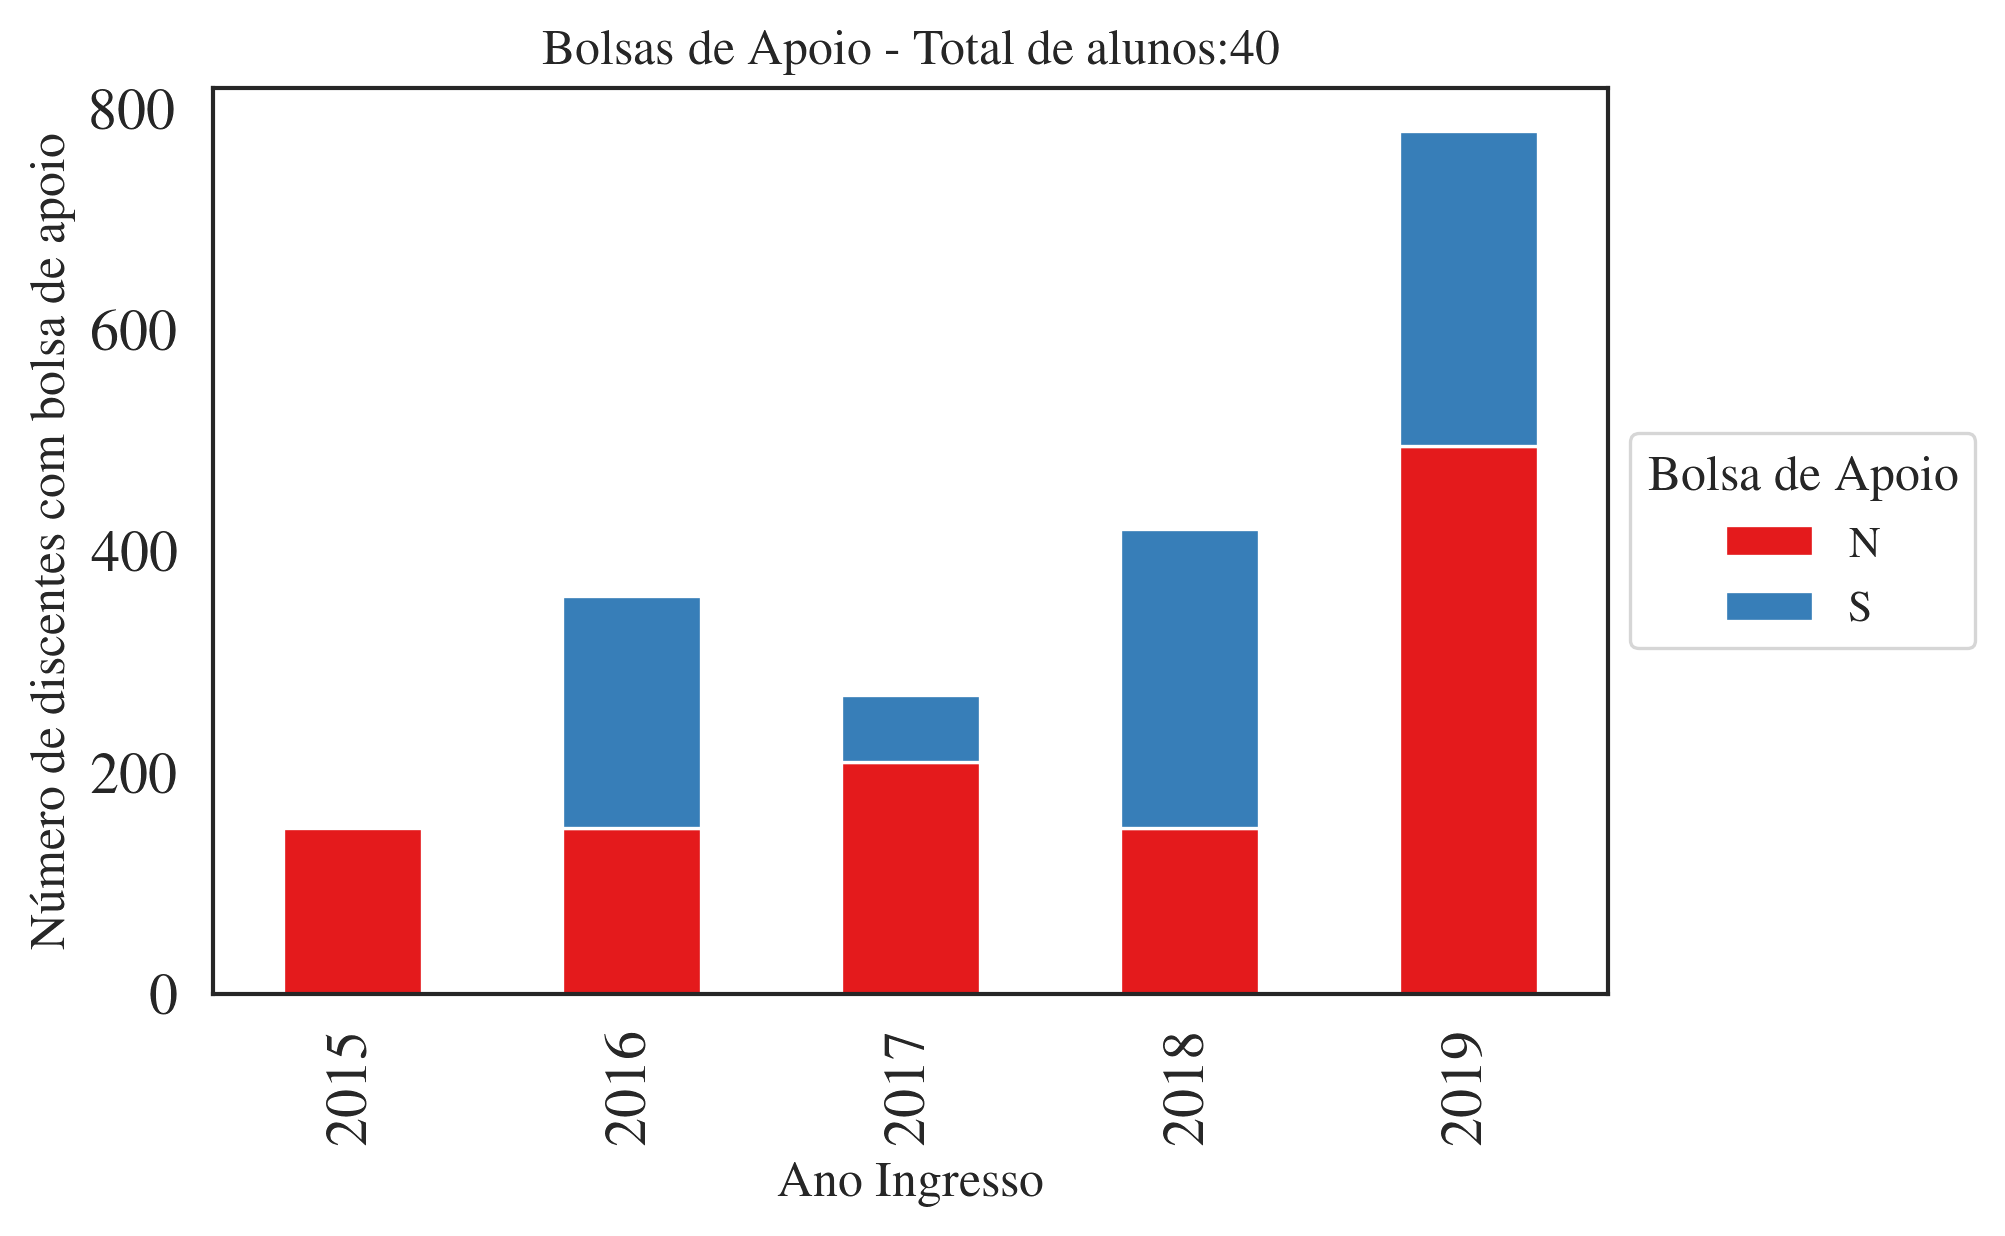 Bolsas de Apoio - Total de alunos:40
Número de discentes com bolsa de apoio
800
600
400
200
0
2015
2016
2017
2018
2019
Ano Ingresso
Bolsa de Apoio
N
S